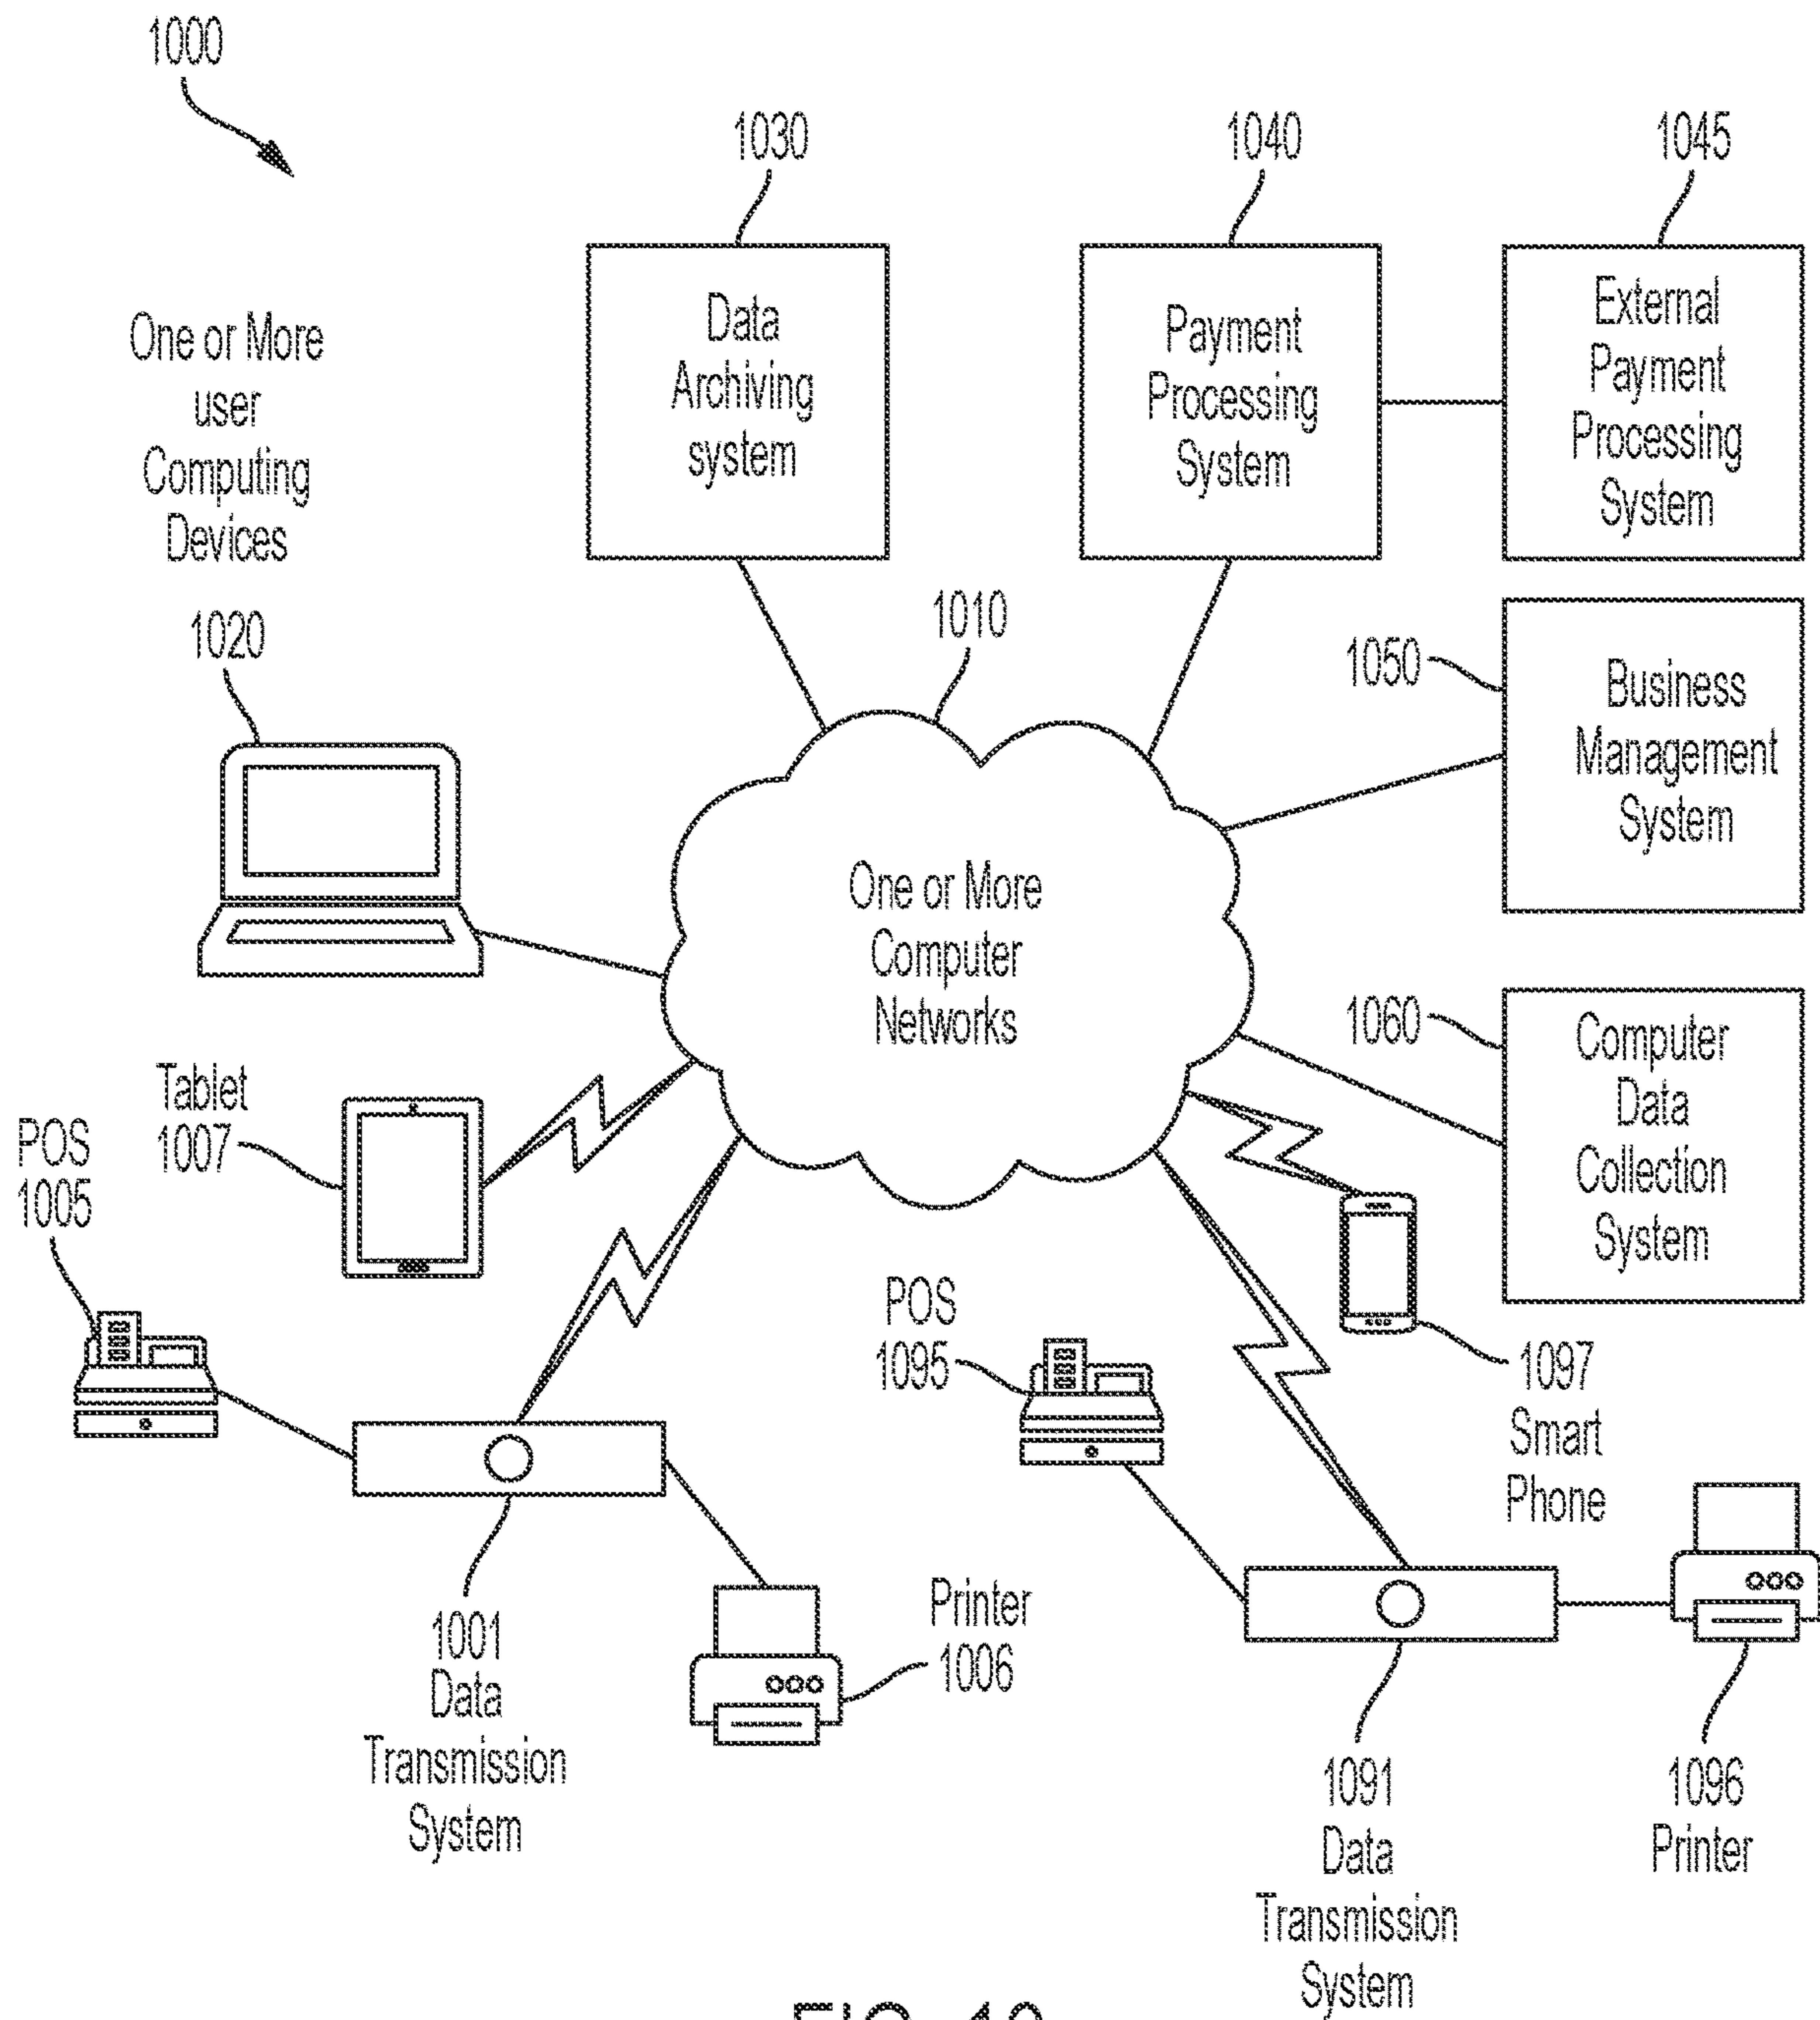 1000
1030
1040
1045
One or More
user
Computing
Devices
Data
Archiving
system
Payment
Processing
System
External
Payment
Processing
System
1020
1010
1050
Business
Management
System
One or More
Computer
Networks
1060
Computer
Data
Collection
System
Tablet
1007
POS
1005
POS
1095
1097
Smart
Phone
1001
Data
Transmission
System
Printer
1006
1091
Data
Transmission
System
1096
Printer